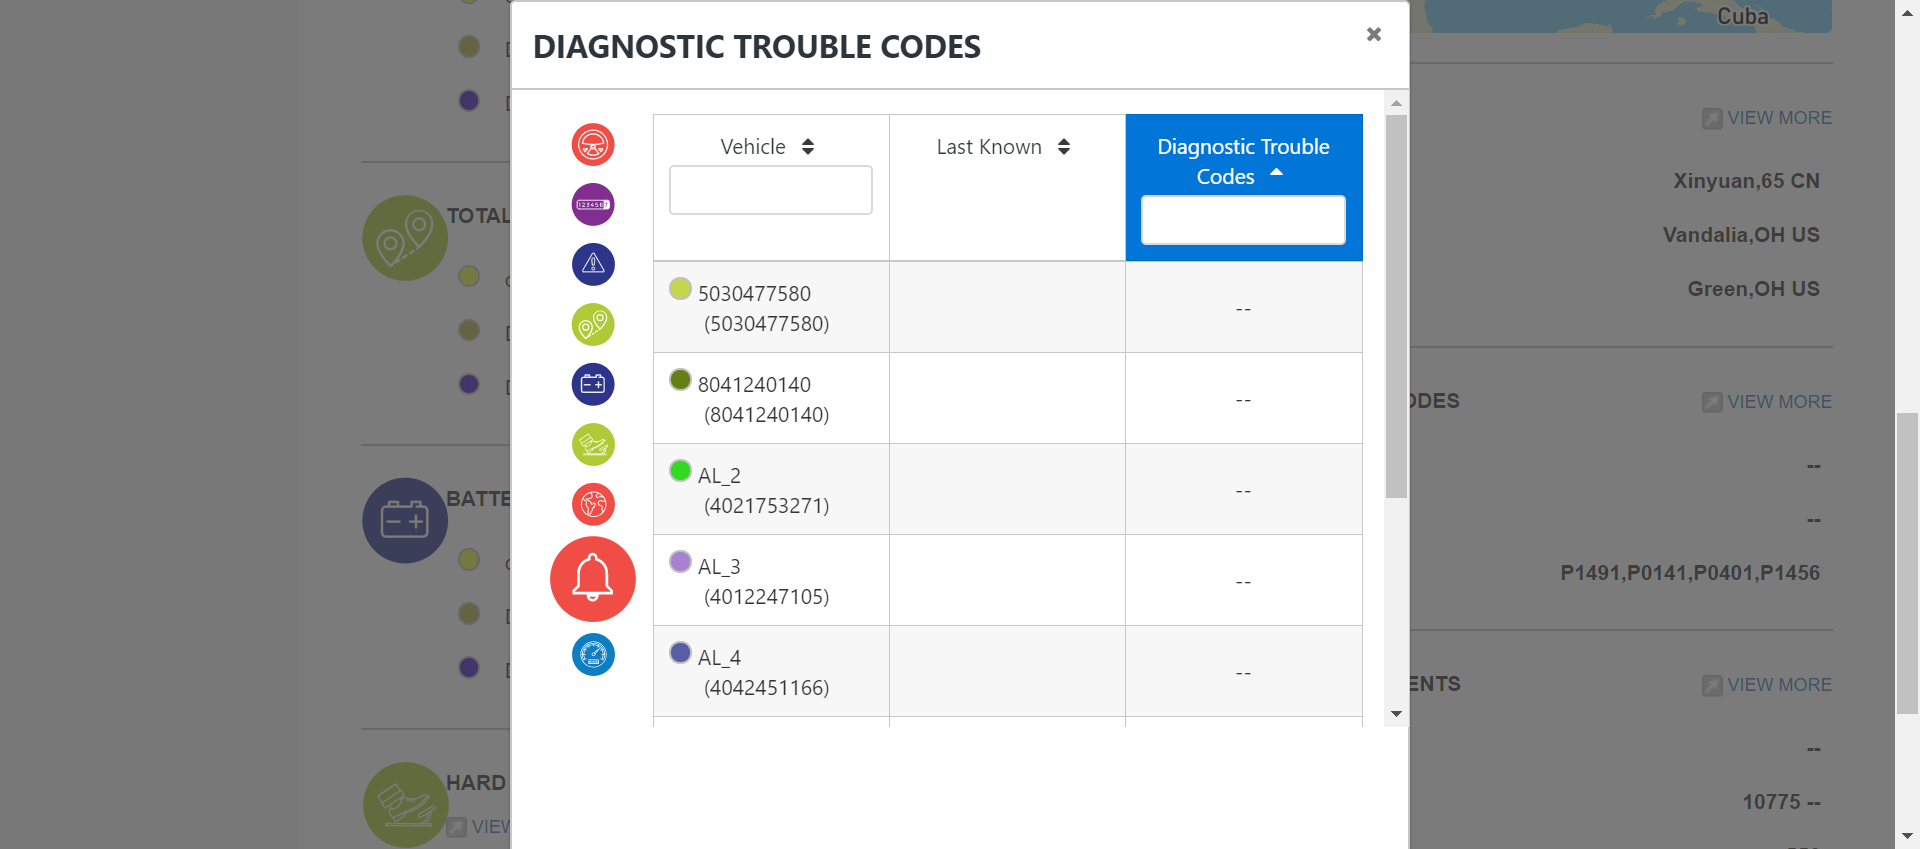 Cuba
DIAGNOSTIC TROUBLE CODES
VIEW MORE
Vehicle
Last Known
Diagnostic Trouble
Codes
1234567
Xinyuan,65 CN
TOTAL
Vandalia,OH US
Green,OH US
5030477580
(5030477580)
--
8041240140
(8041240140)
--
ODES
VIEW MORE
--
AL_2
(4021753271)
--
BATTE
--
AL_3
(4012247105)
--
P1491,P0141,P0401,P1456
AL_4
(4042451166)
--
ENTS
VIEW MORE
--
HARD
10775 --
VIEW